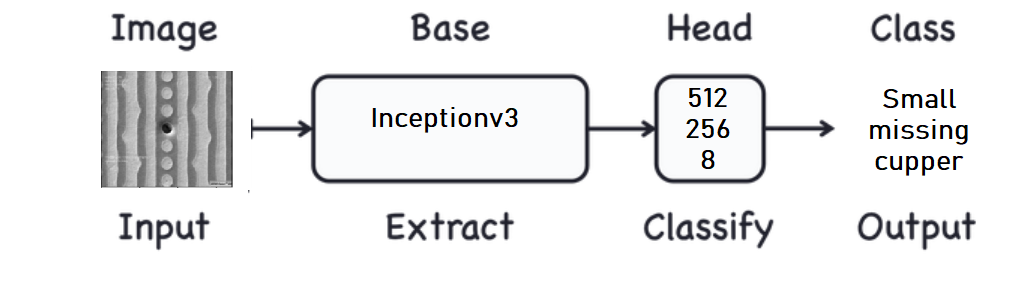 Image Base Head Class
Inceptionv3
512
256
8
Small
missing
cupper
Input Extract Classify Output